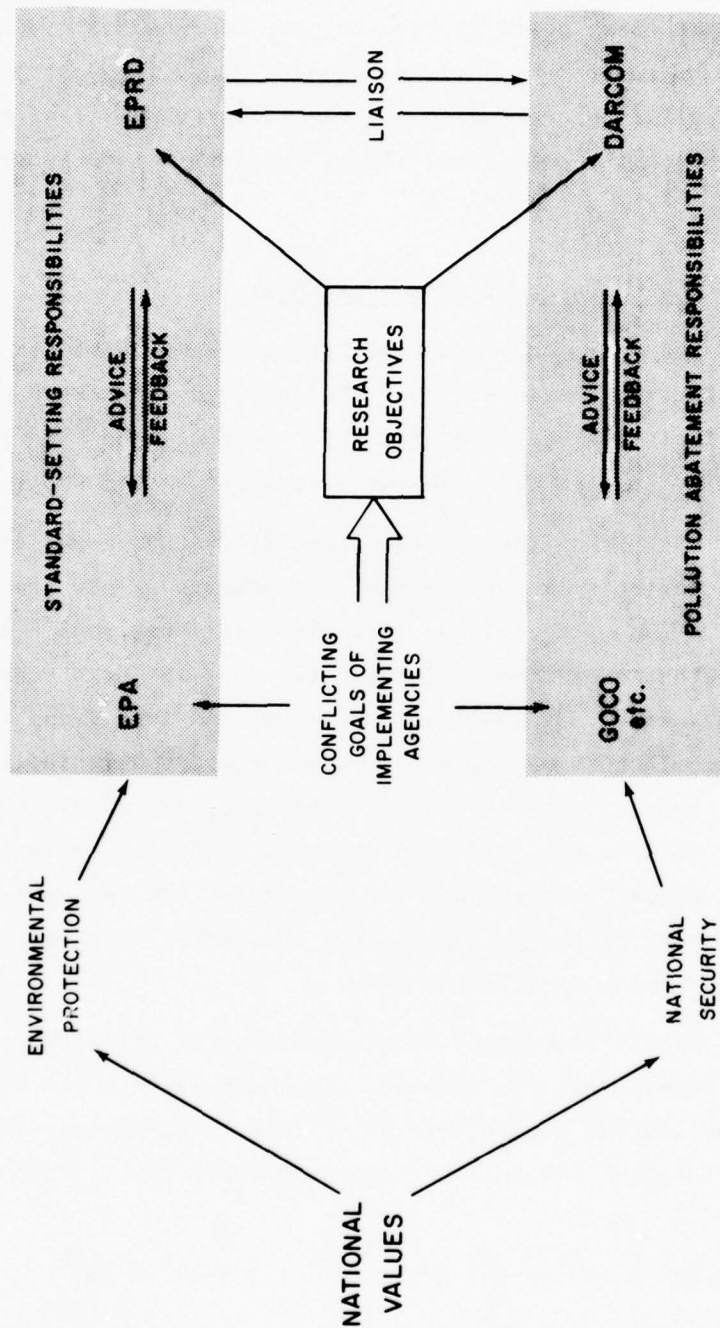 NATIONAL
VALUES
ENVIRONMENTAL
PROTECTION
NATIONAL
SECURITY
STANDARD-SETTING RESPONSIBILITIES
EPA
ADVICE
FEEDBACK
EPRD
CONFLICTING
GOALS OF
IMPLEMENTING
AGENCIES
RESEARCH
OBJECTIVES
LIAISON
GOCO
etc.
ADVICE
FEEDBACK
DARCOM
POLLUTION ABATEMENT RESPONSIBILITIES